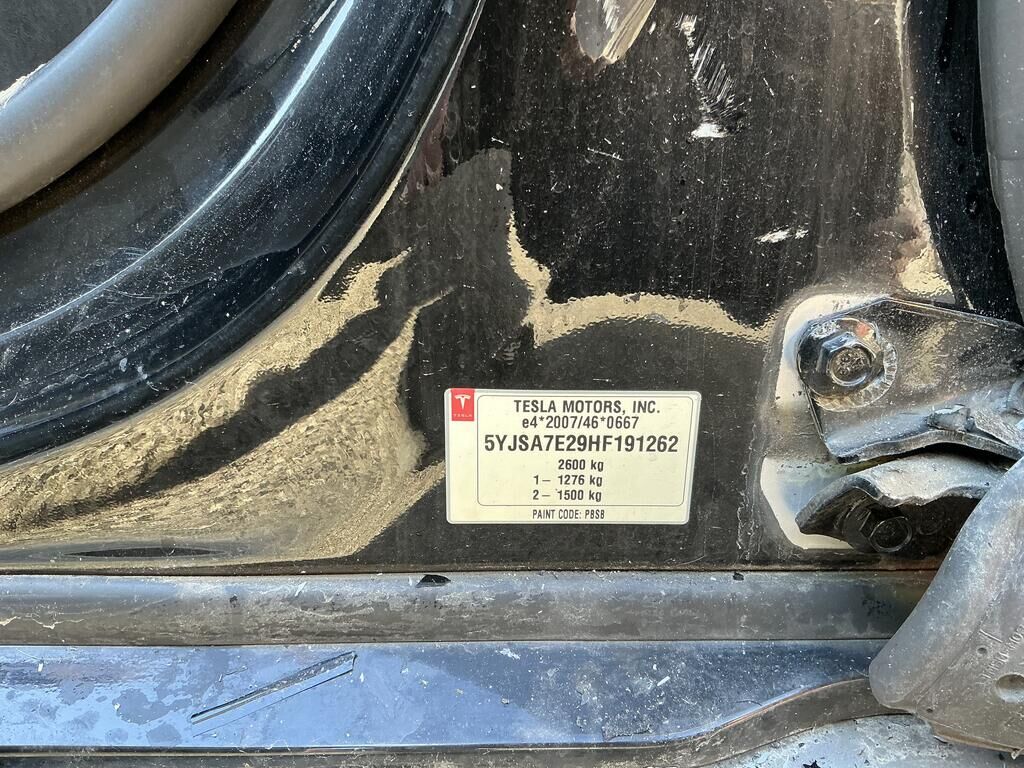 TESLA
TESLA MOTORS, INC.
e4*2007/46*0667
5YJSA7E29HF191262
2600 kg
1– 1276 kg
2– 1500 kg
PAINT CODE: PBSB